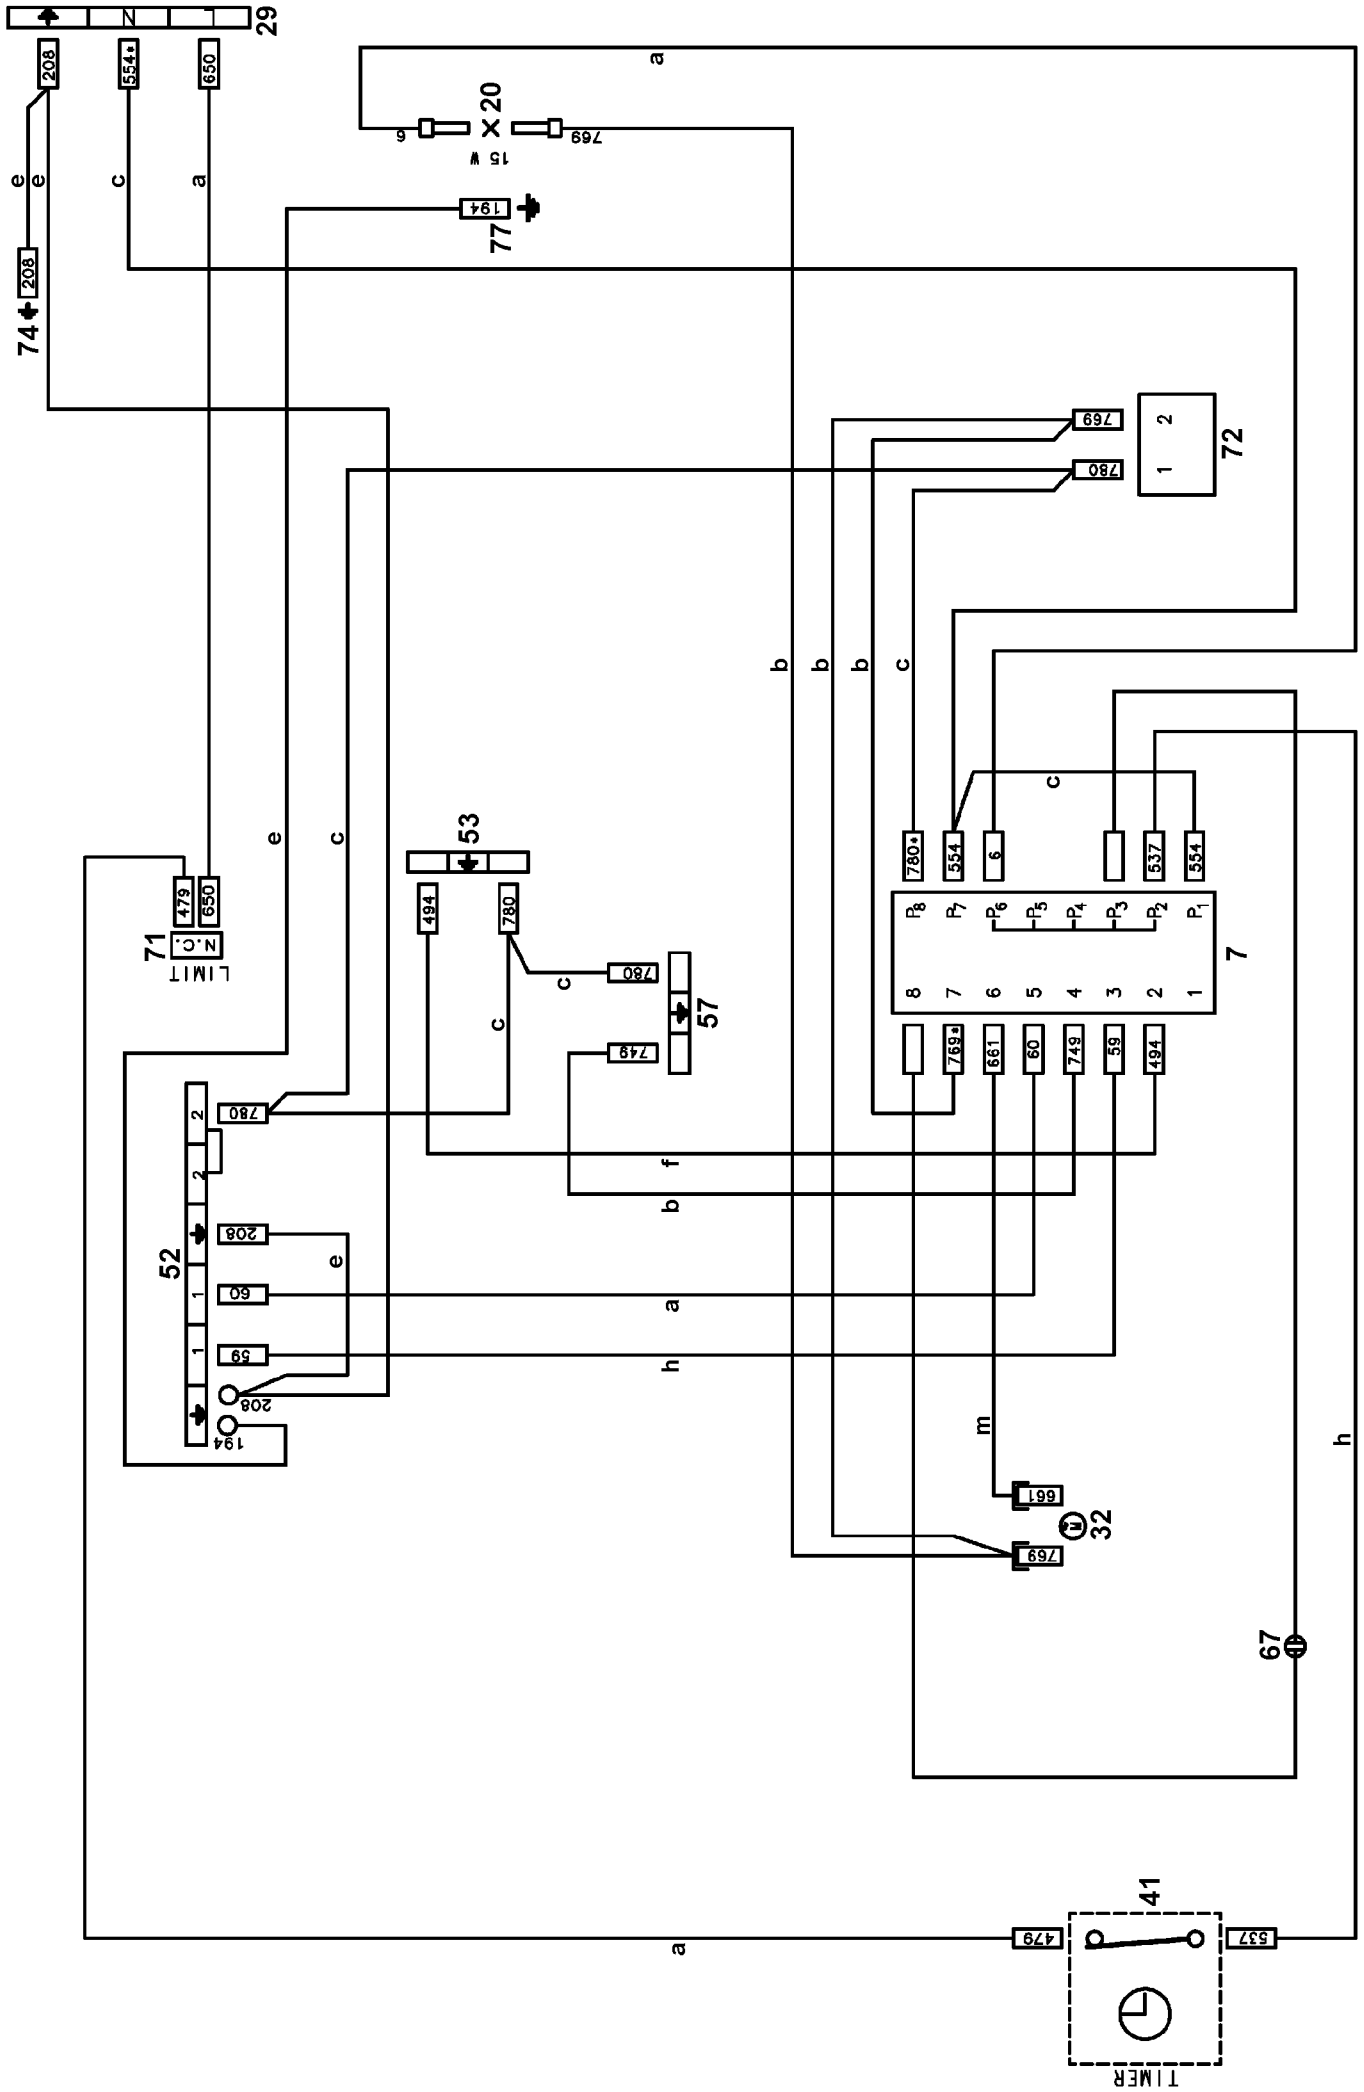 29
N
L
208
554*
650
a
20
6
769
15 W
e
e
c
a
194
77
208
74
769
2
72
780
1
b
b
b
c
e
c
53
c
479
780*
554
6
537
554
71
N.C.
650
LIMIT
494
780
P8
P7
P6
P5
P4
P3
P2
P1
7
c
780
57
c
8
7
6
5
4
3
2
1
749
769*
661
60
749
59
494
2
780
2
f
b
52
208
e
1
60
a
1
59
h
208
194
m
h
661
32
M
769
67
41
479
a
537
TIMER